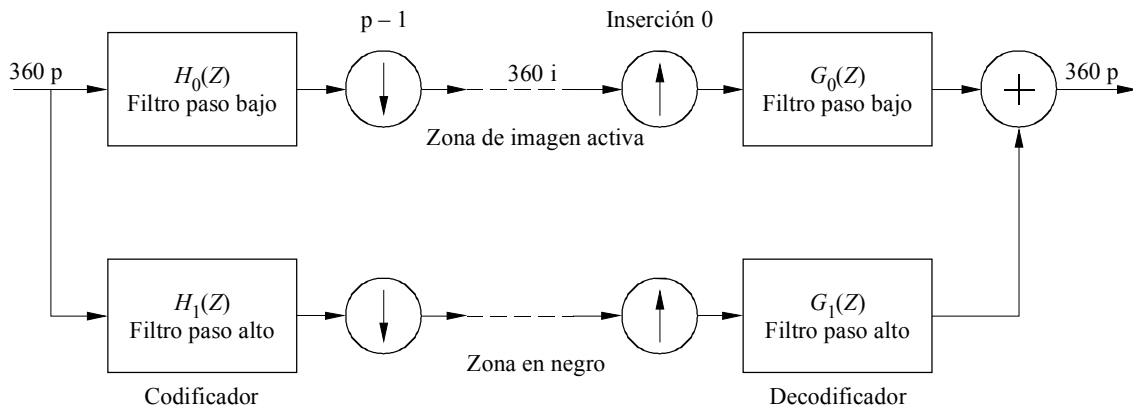 p – 1
Inserción 0
360 p
H0(Z)
Filtro paso bajo
360 i
G0(Z)
Filtro paso bajo
360 p
Zona de imagen activa
H1(Z)
Filtro paso alto
G1(Z)
Filtro paso alto
Zona en negro
Codificador
Decodificador